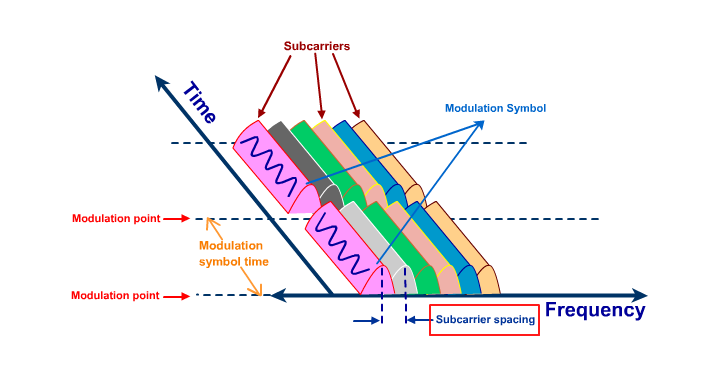 Subcarriers
Time
Modulation Symbol
Modulation point
Modulation
symbol time
Modulation point
Frequency
Subcarrier spacing